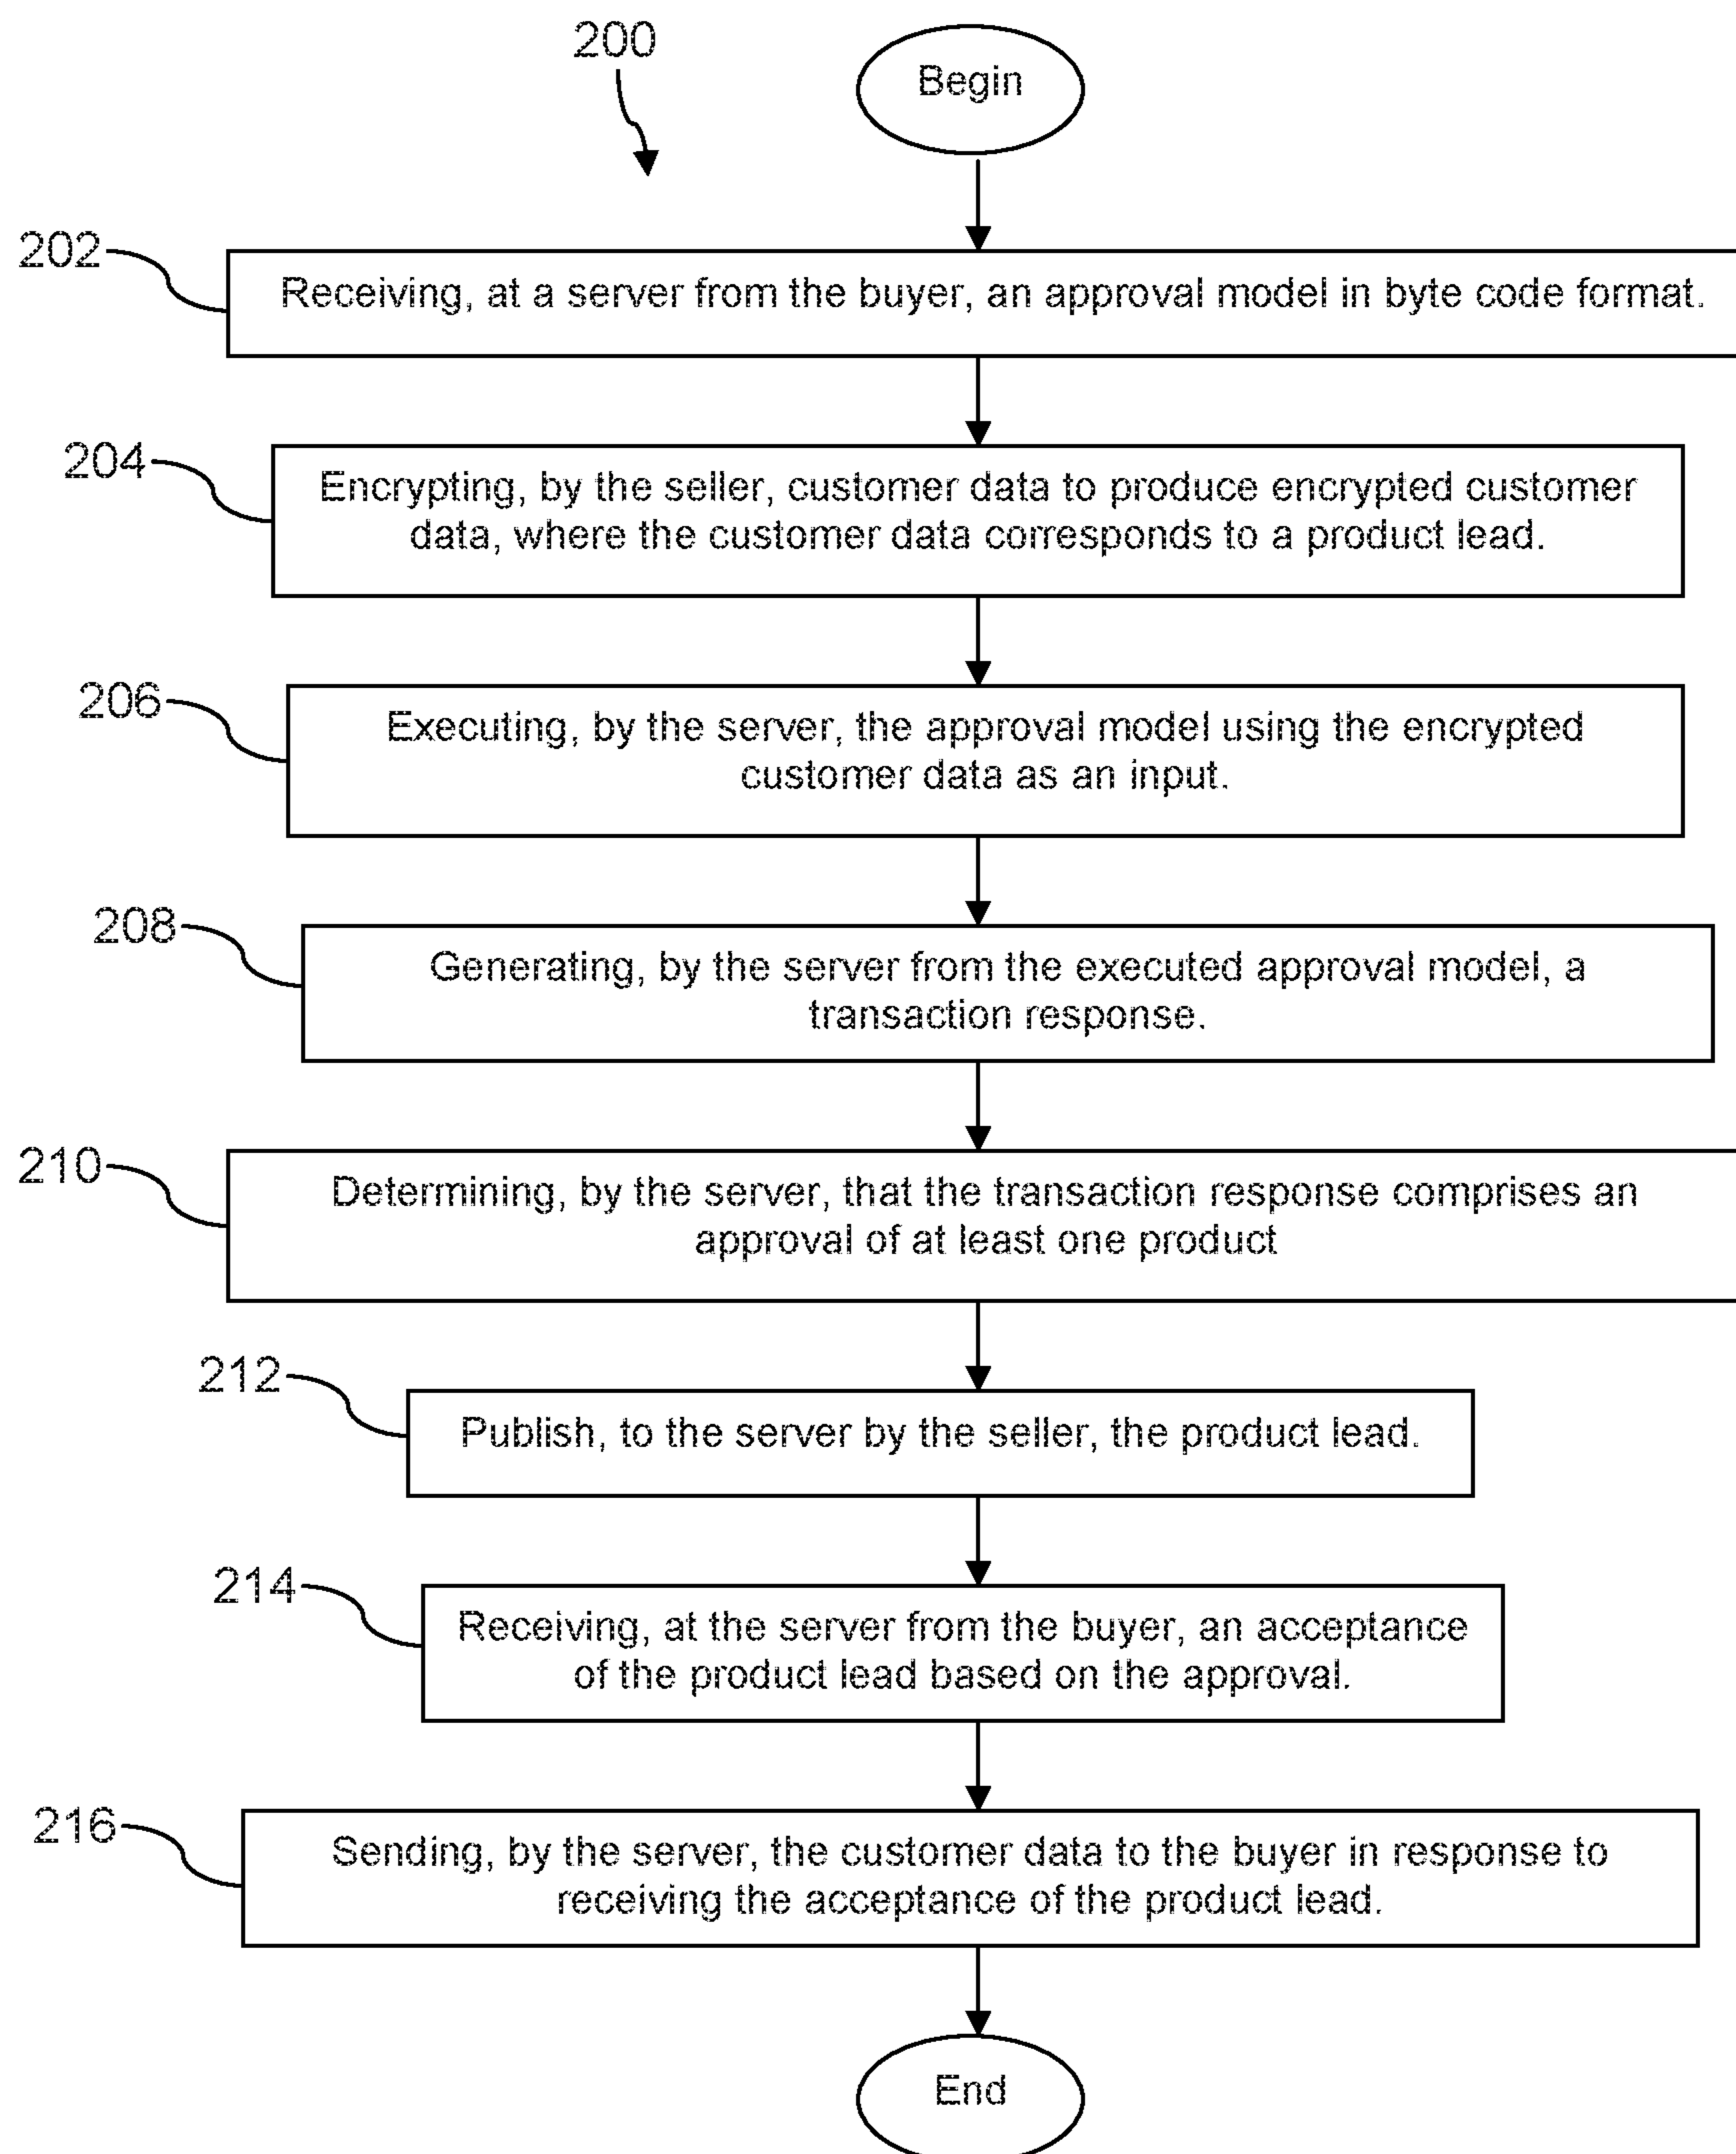 200
Begin
202
Receiving, at a server from the buyer, an approval model in byte code format.
204
Encrypting, by the seller, customer data to produce encrypted customer
data, where the customer data corresponds to a product lead.
206
Executing, by the server, the approval model using the encrypted
customer data as an input.
208
Generating, by the server from the executed approval model, a
transaction response.
210
Determining, by the server, that the transaction response comprises an
approval of at least one product
212
Publish, to the server by the seller, the product lead.
214
Receiving, at the server from the buyer, an acceptance
of the product lead based on the approval.
216
Sending, by the server, the customer data to the buyer in response to
receiving the acceptance of the product lead.
End